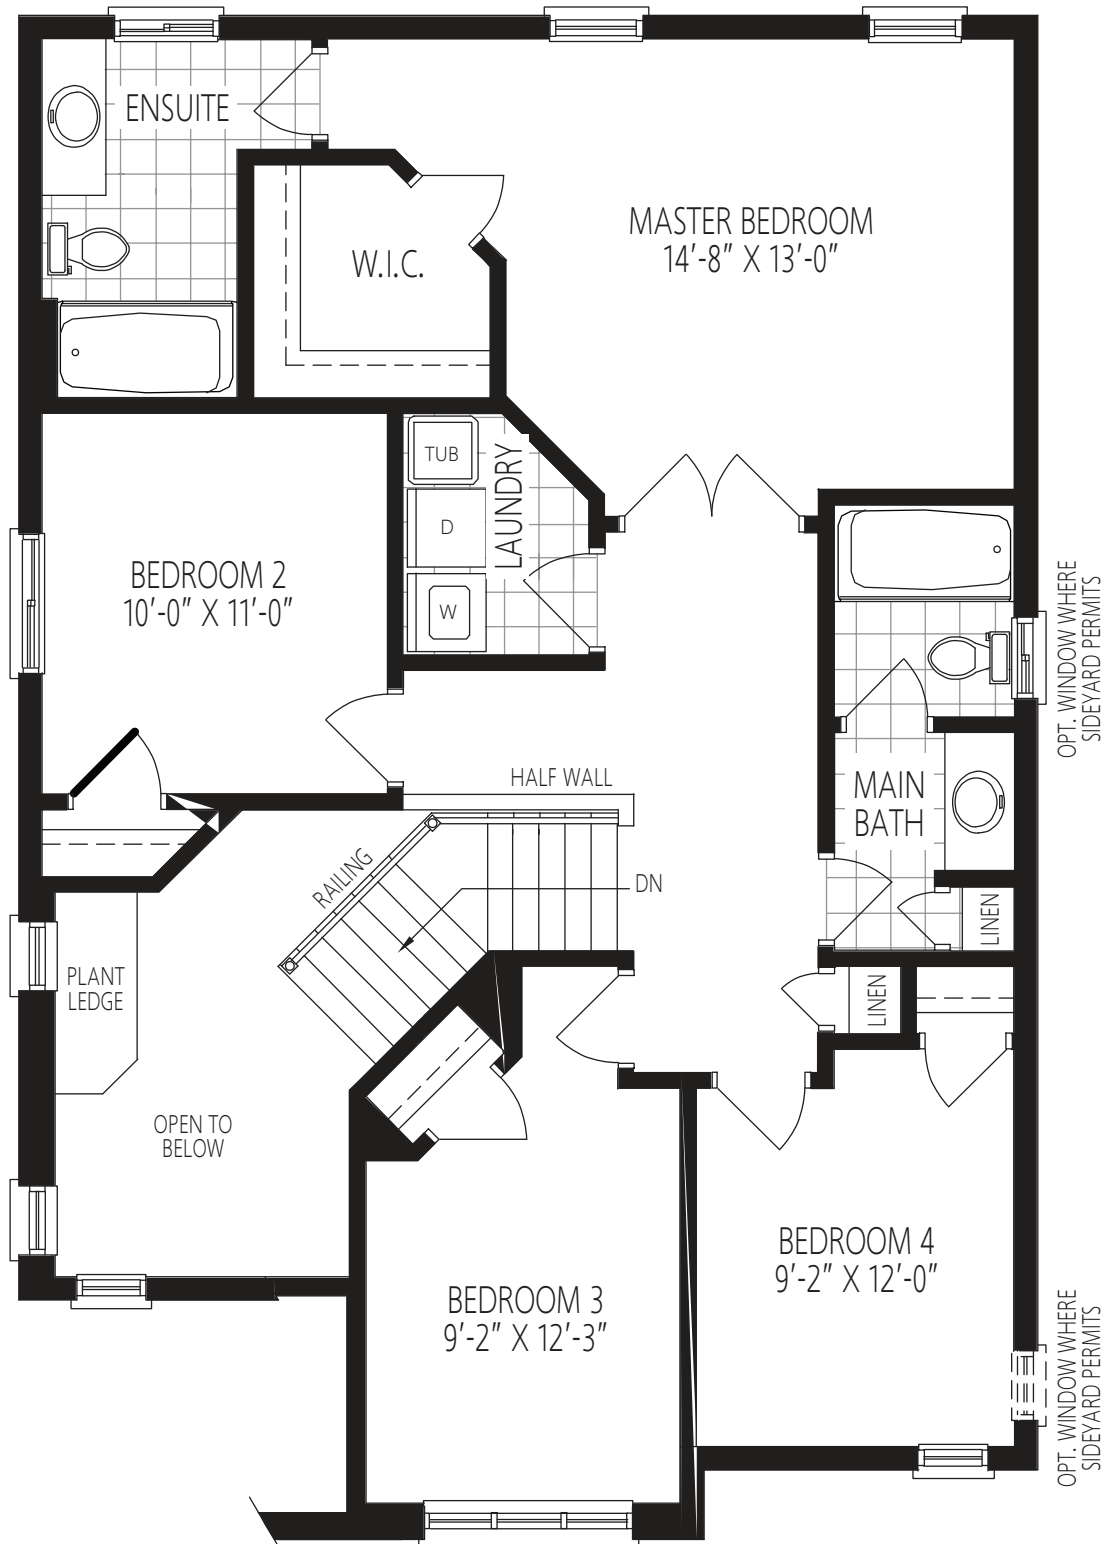 ENSUITE
MASTER BEDROOM
14'-8" X 13'-0"
W.I.C.
TUB
D
W
LAUNDRY
BEDROOM 2
10'-0" X 11'-0"
OPT. WINDOW WHERE
SIDEYARD PERMITS
HALF WALL
MAIN
BATH
RAILING
DN
LINEN
PLANT
LEDGE
LINEN
OPEN TO
BELOW
BEDROOM 4
9'-2" X 12'-0"
BEDROOM 3
9'-2" X 12'-3"
OPT. WINDOW WHERE
SIDEYARD PERMITS